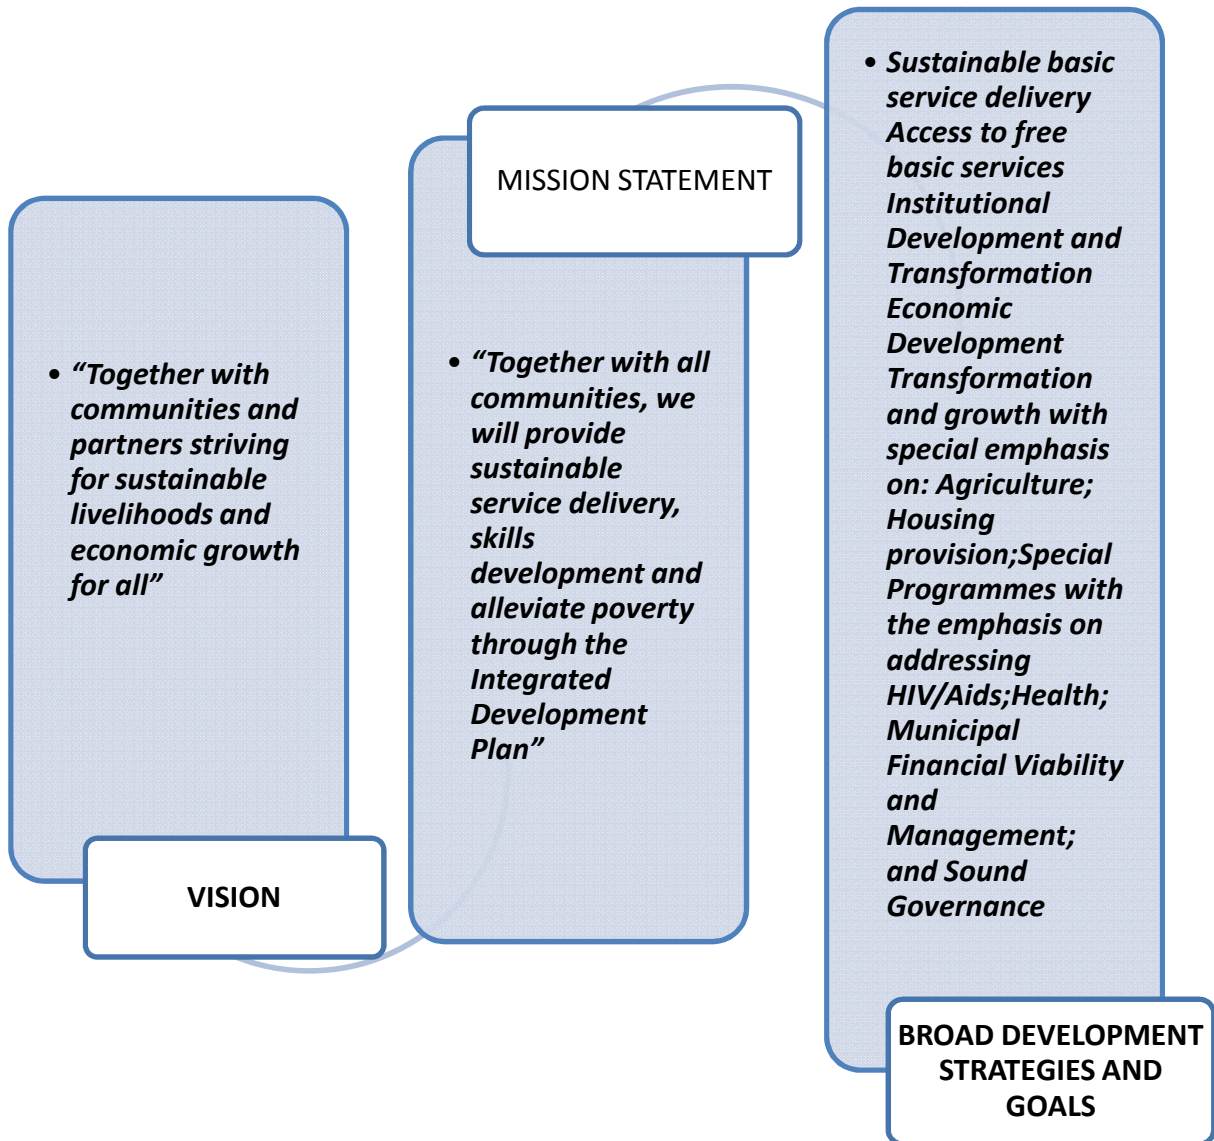 • “Together with
communities and
partners striving
for sustainable
livelihoods and
economic growth
for all”
VISION
MISSION STATEMENT
• “Together with all
communities, we
will provide
sustainable
service delivery,
skills
development and
alleviate poverty
through the
Integrated
Development
Plan”
• Sustainable basic
service delivery
Access to free
basic services
Institutional
Development and
Transformation
Economic
Development
Transformation
and growth with
special emphasis
on: Agriculture;
Housing
provision;Special
Programmes with
the emphasis on
addressing
HIV/Aids;Health;
Municipal
Financial Viability
and
Management;
and Sound
Governance
BROAD DEVELOPMENT
STRATEGIES AND
GOALS